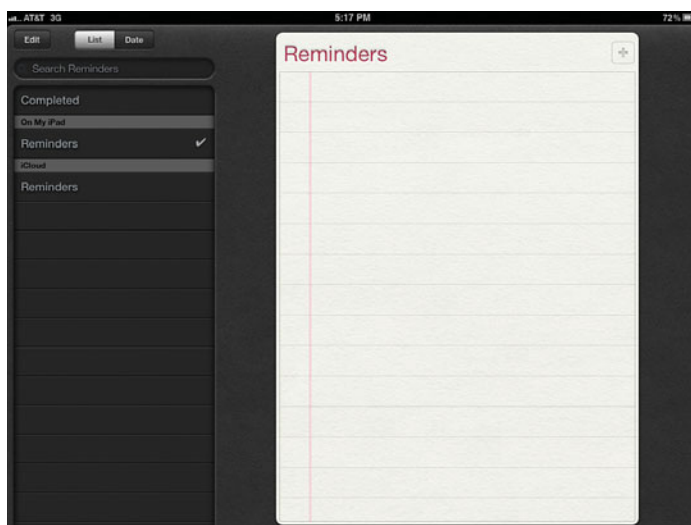 AT&T 3G 5:17 PM 72%
Edit List Date
Search Reminders
Reminders
Completed
On My iPad
Reminders
iCloud
Reminders